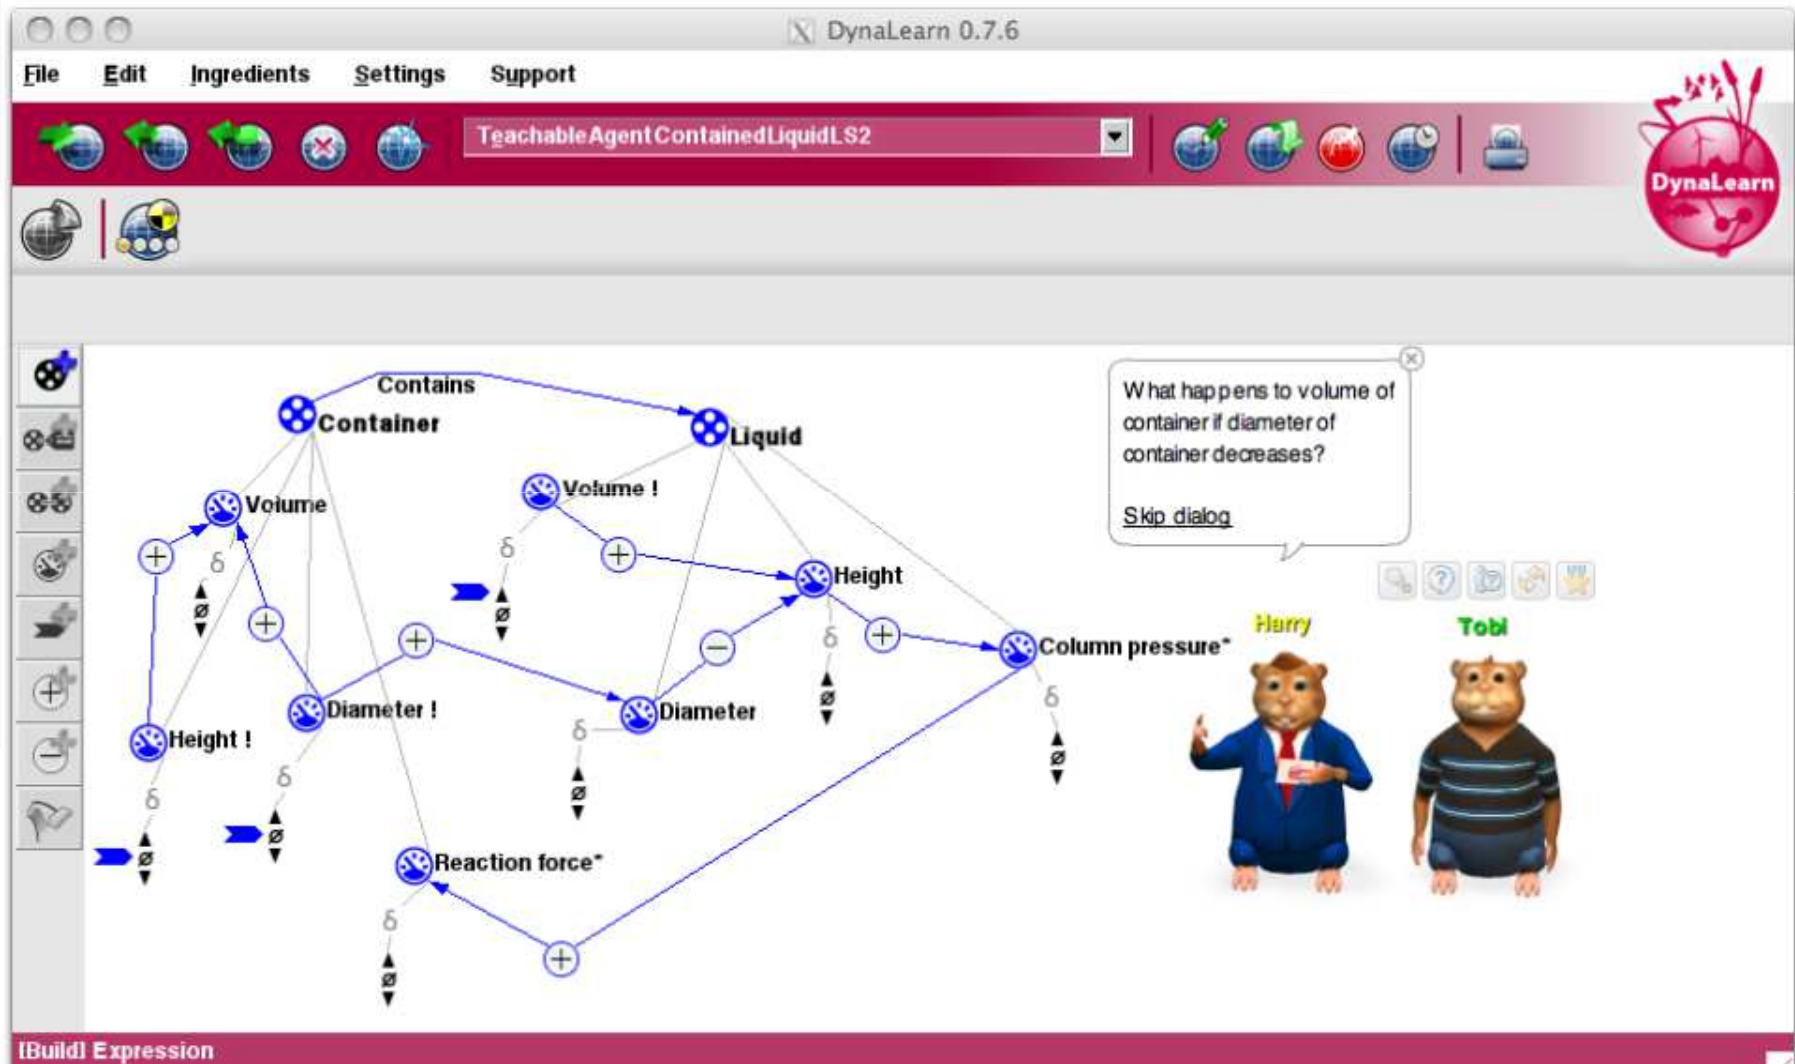 DynaLearn 0.7.6
File Edit Ingredients Settings Support
TeachableAgentContainedLiquidLS2
DynaLearn
Contains
Container
Liquid
What happens to volume of
container if diameter of
container decreases?
Skip dialog
Volume
Volume !
δ
+
δ
+
Height
ø
ø
+
+
δ
+
Column pressure*
Harry
Tobi
−
δ
Diameter !
Diameter
ø
δ
Height !
δ
ø
δ
ø
δ
ø
ø
Reaction force*
δ
+
ø
[Build] Expression